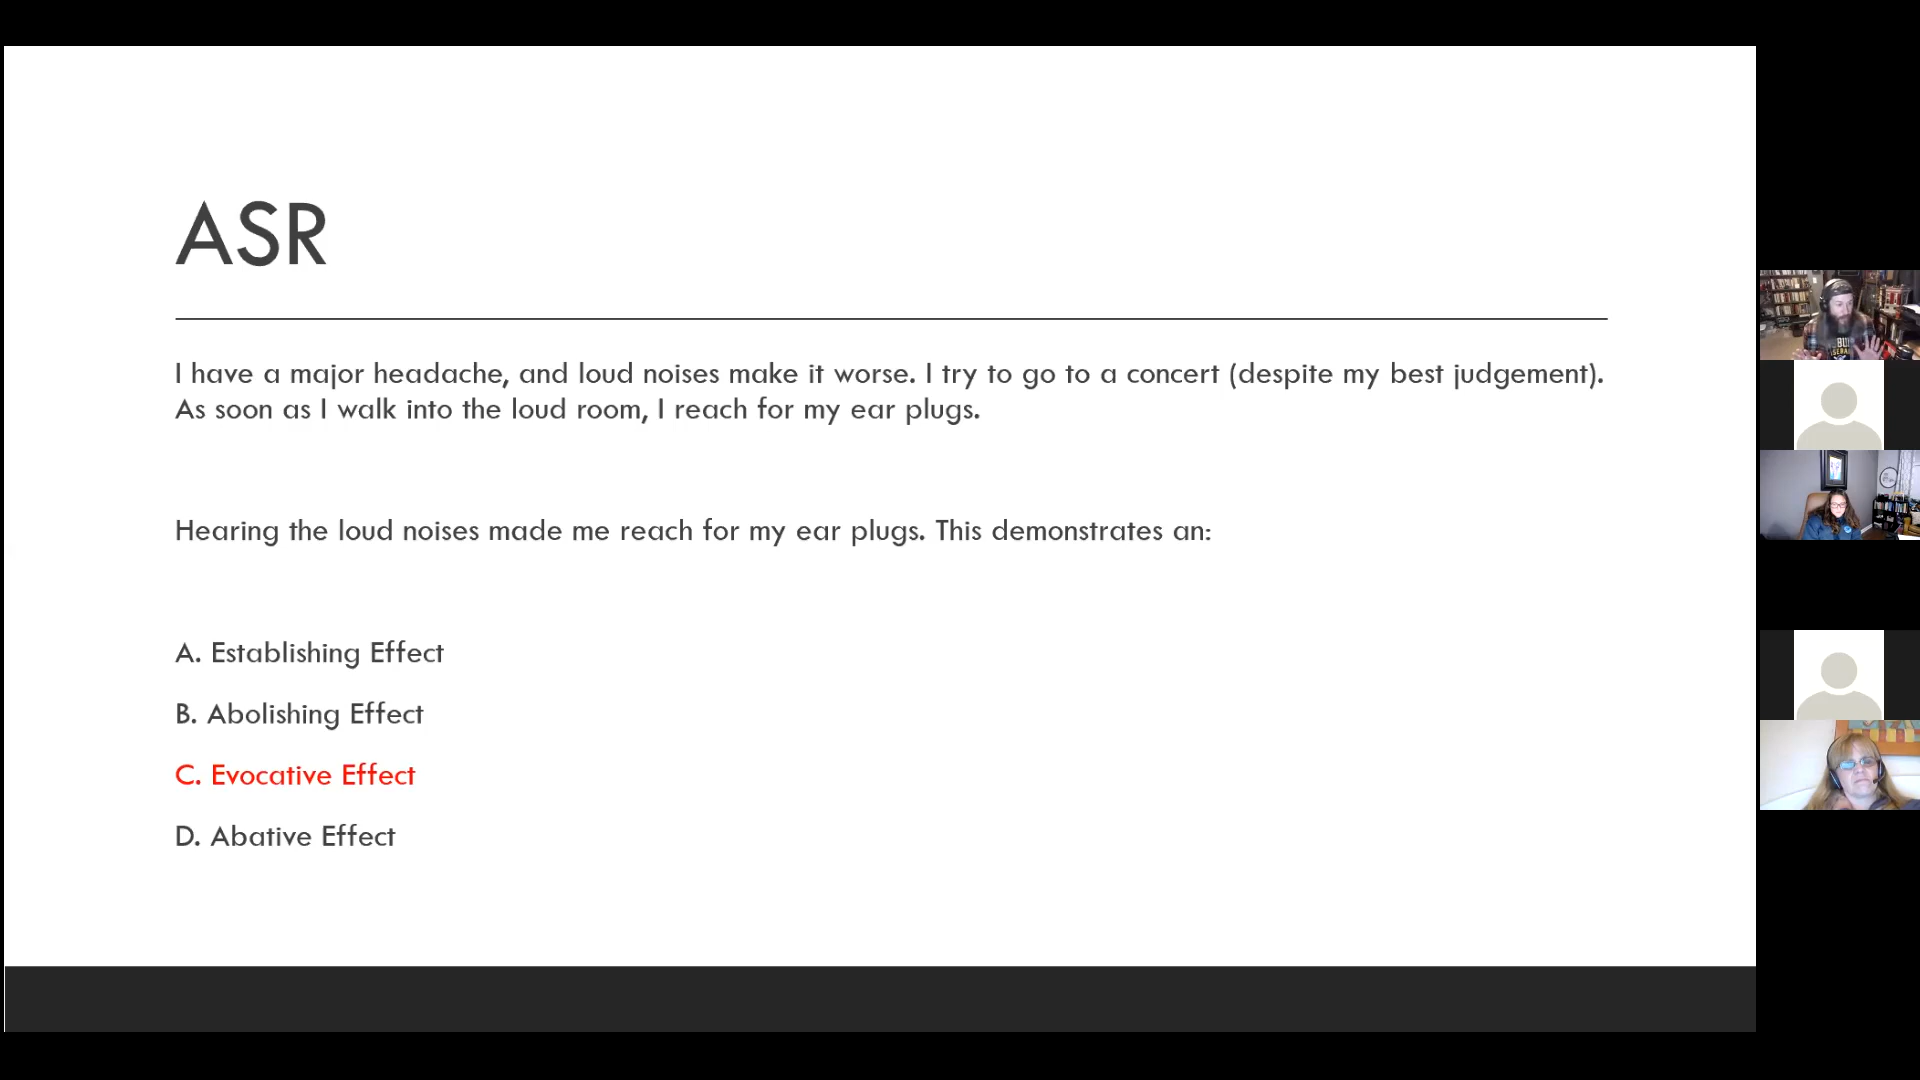 ASR
I have a major headache, and loud noises make it worse. I try to go to a concert (despite my best judgement).
As soon as I walk into the loud room, I reach for my ear plugs.
Hearing the loud noises made me reach for my ear plugs. This demonstrates an:
A. Establishing Effect
B. Abolishing Effect
C. Evocative Effect
D. Abative Effect